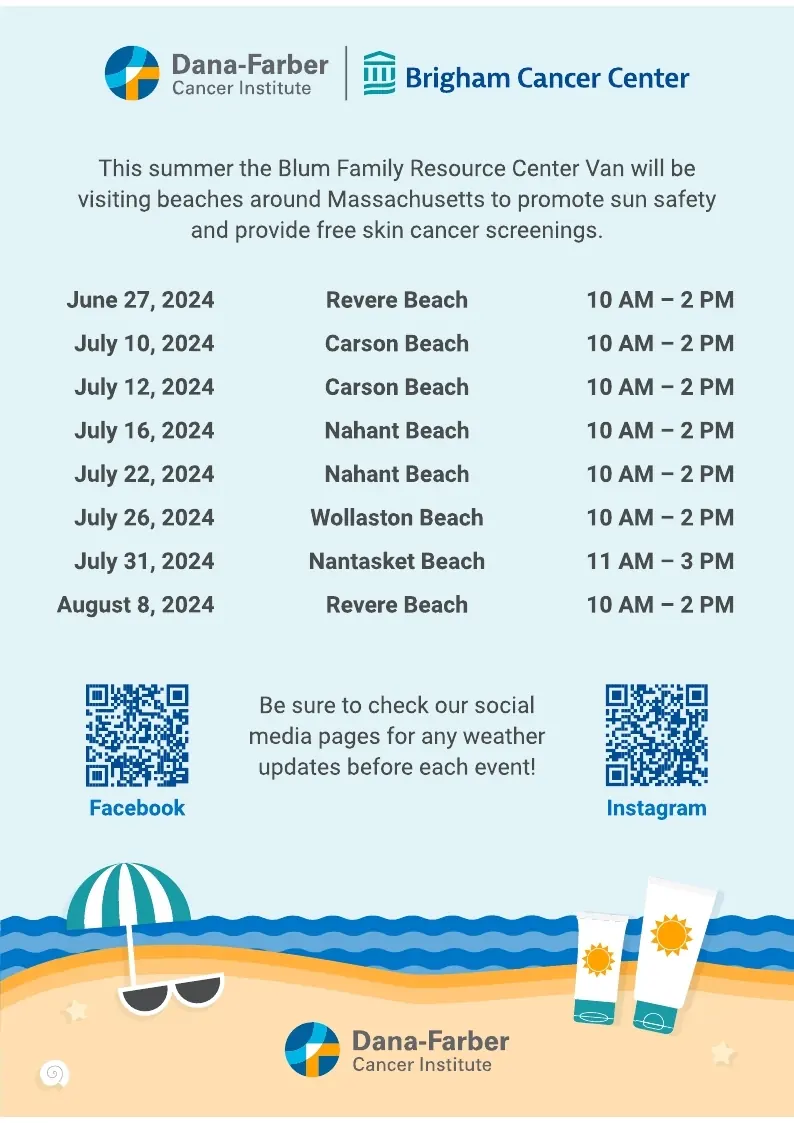 Dana-Farber
Cancer Institute
Brigham Cancer Center
This summer the Blum Family Resource Center Van will be
visiting beaches around Massachusetts to promote sun safety
and provide free skin cancer screenings.
June 27, 2024 Revere Beach 10 AM – 2 PM
July 10, 2024 Carson Beach 10 AM – 2 PM
July 12, 2024 Carson Beach 10 AM – 2 PM
July 16, 2024 Nahant Beach 10 AM – 2 PM
July 22, 2024 Nahant Beach 10 AM – 2 PM
July 26, 2024 Wollaston Beach 10 AM – 2 PM
July 31, 2024 Nantasket Beach 11 AM – 3 PM
August 8, 2024 Revere Beach 10 AM – 2 PM
Be sure to check our social
media pages for any weather
updates before each event!
Facebook
Instagram
Dana-Farber
Cancer Institute